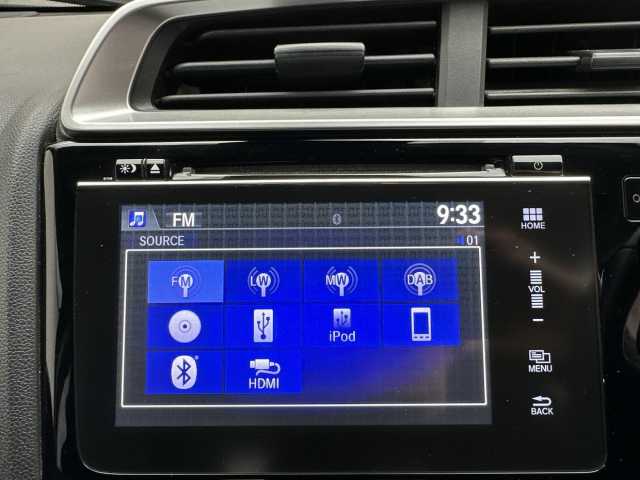 FM 9:33
SOURCE 01
FM LW MW DAB
iPod
HDMI
HOME
+
VOL
−
MENU
BACK